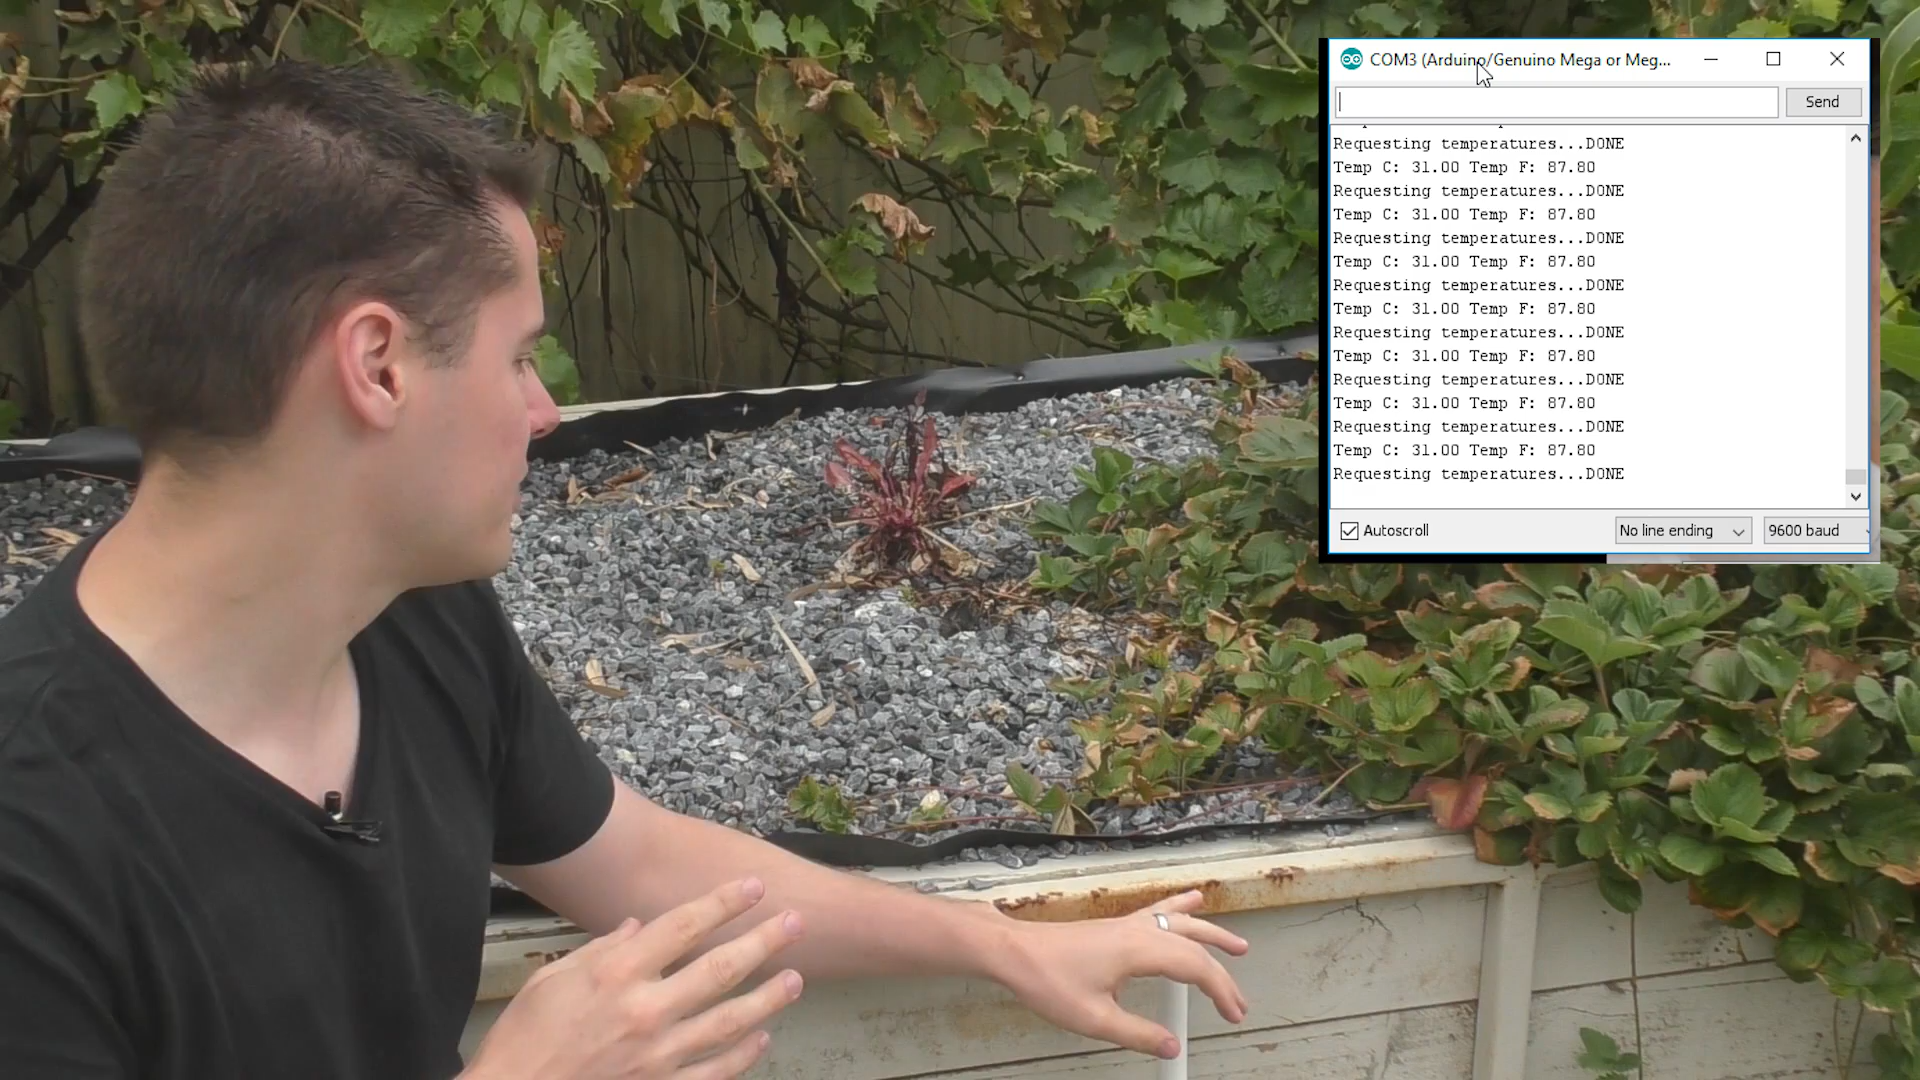 COM3 (Arduino/Genuino Mega or Meg...
Send
Requesting temperatures...DONE
Temp C: 31.00 Temp F: 87.80
Requesting temperatures...DONE
Temp C: 31.00 Temp F: 87.80
Requesting temperatures...DONE
Temp C: 31.00 Temp F: 87.80
Requesting temperatures...DONE
Temp C: 31.00 Temp F: 87.80
Requesting temperatures...DONE
Temp C: 31.00 Temp F: 87.80
Requesting temperatures...DONE
Temp C: 31.00 Temp F: 87.80
Requesting temperatures...DONE
Temp C: 31.00 Temp F: 87.80
Requesting temperatures...DONE
Autoscroll No line ending 9600 baud